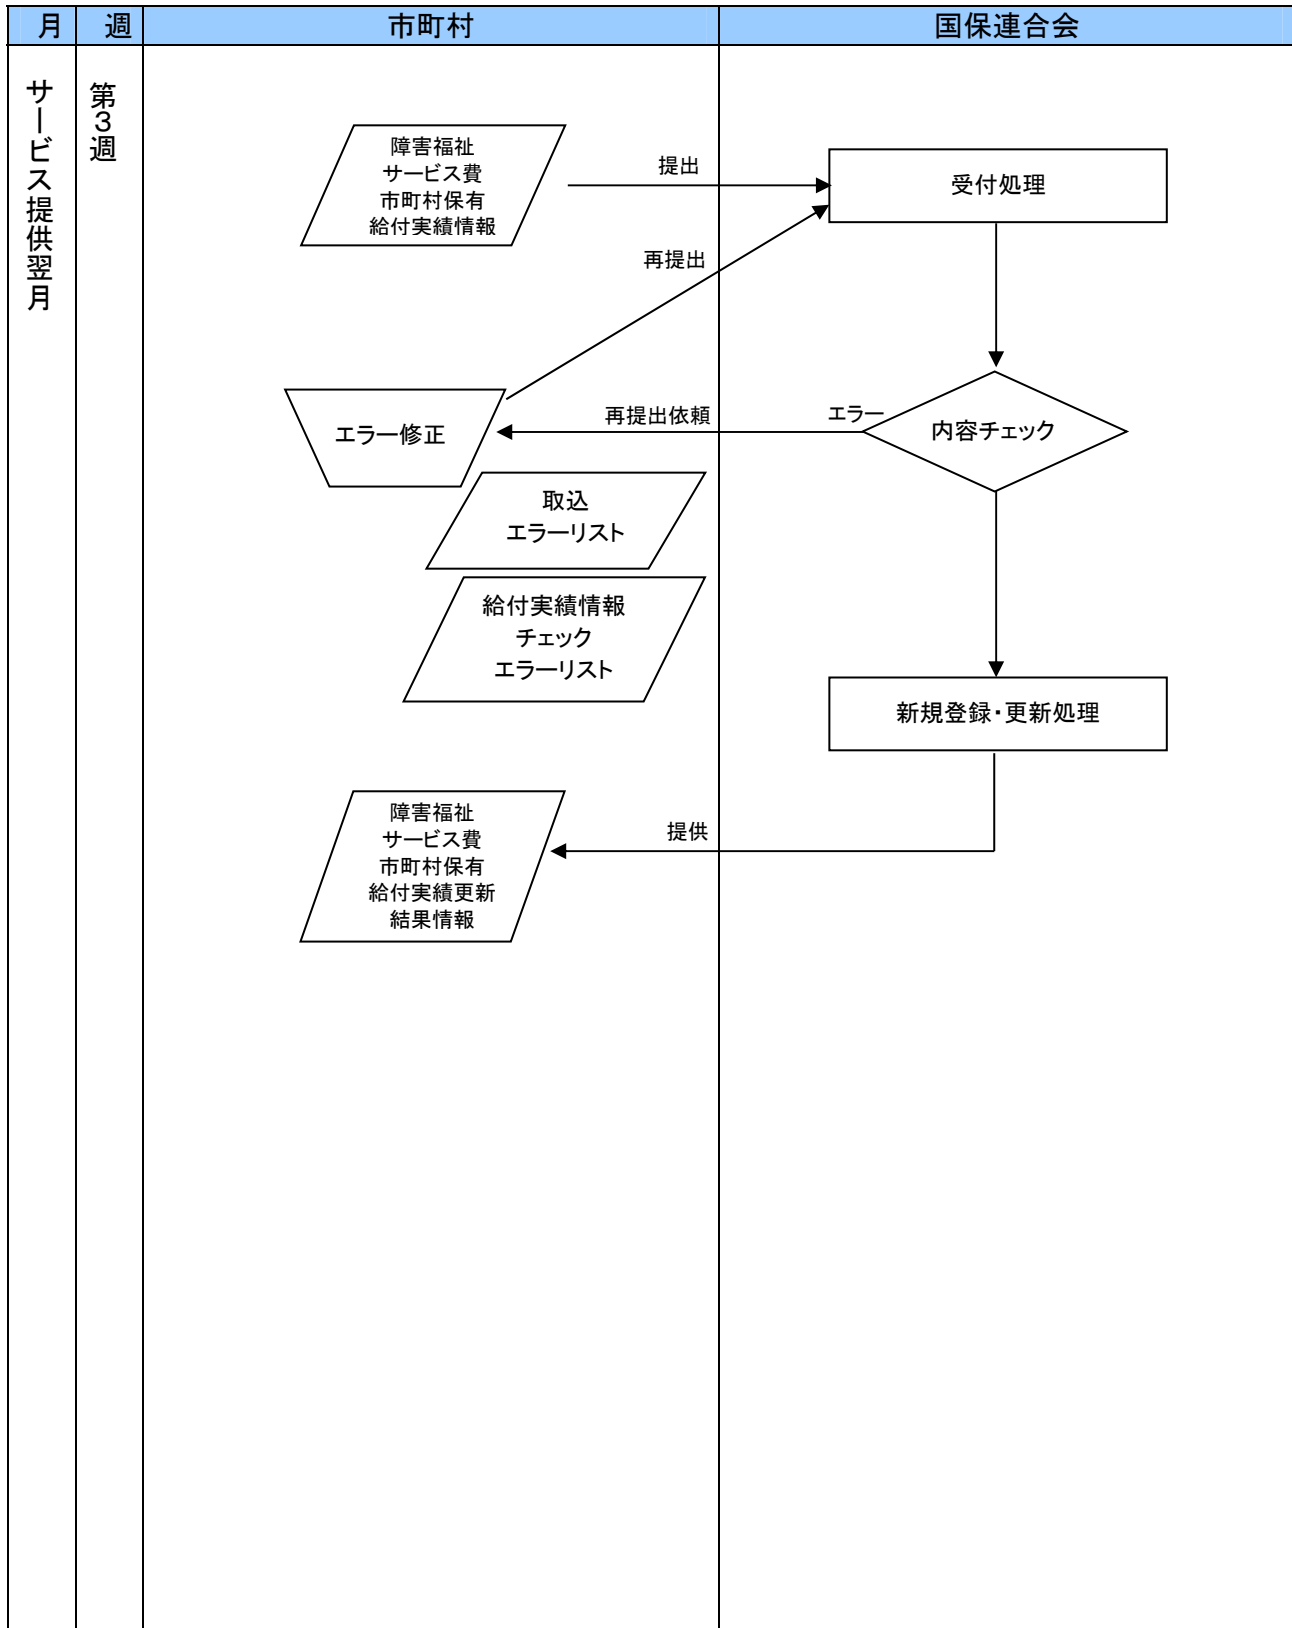 月 週 市町村 国保連合会
サービス提供翌月
第３週
障害福祉
サービス費
市町村保有
給付実績情報
提出
受付処理
再提出
エラー修正
再提出依頼
エラー
内容チェック
取込
エラーリスト
給付実績情報
チェック
エラーリスト
新規登録・更新処理
障害福祉
サービス費
市町村保有
給付実績更新
結果情報
提供